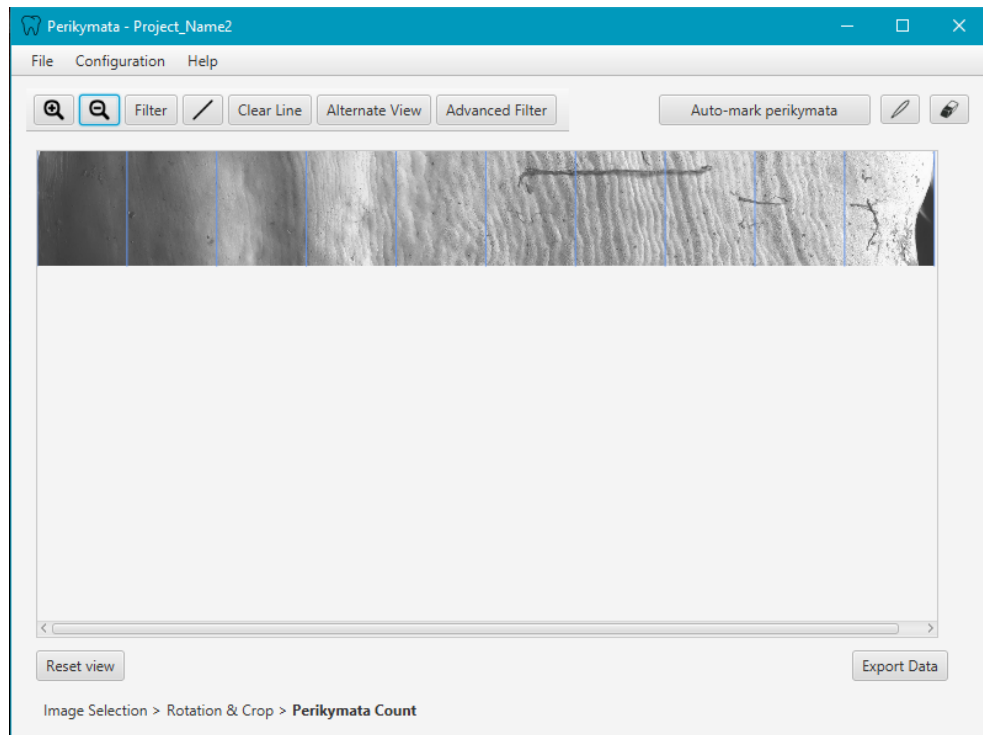 Perikymata - Project_Name2
File Configuration Help
Filter Clear Line Alternate View Advanced Filter Auto-mark perikymata
Reset view Export Data
Image Selection > Rotation & Crop > Perikymata Count